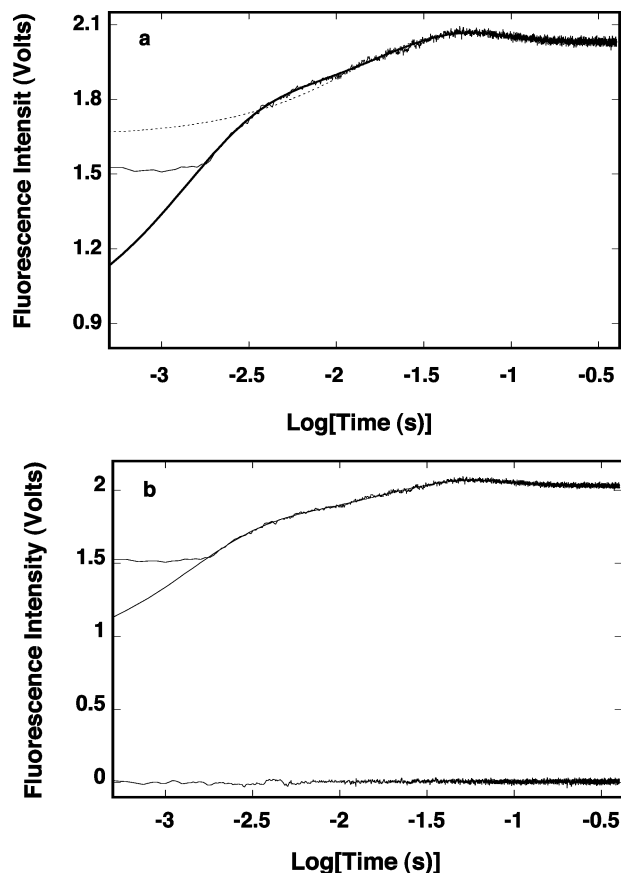 a
2.1
1.8
1.5
1.2
0.9
Fluorescence Intensit (Volts)
-3 -2.5 -2 -1.5 -1 -0.5
Log[Time (s)]
b
2
1.5
1
0.5
0
Fluorescence Intensity (Volts)
-3 -2.5 -2 -1.5 -1 -0.5
Log[Time (s)]